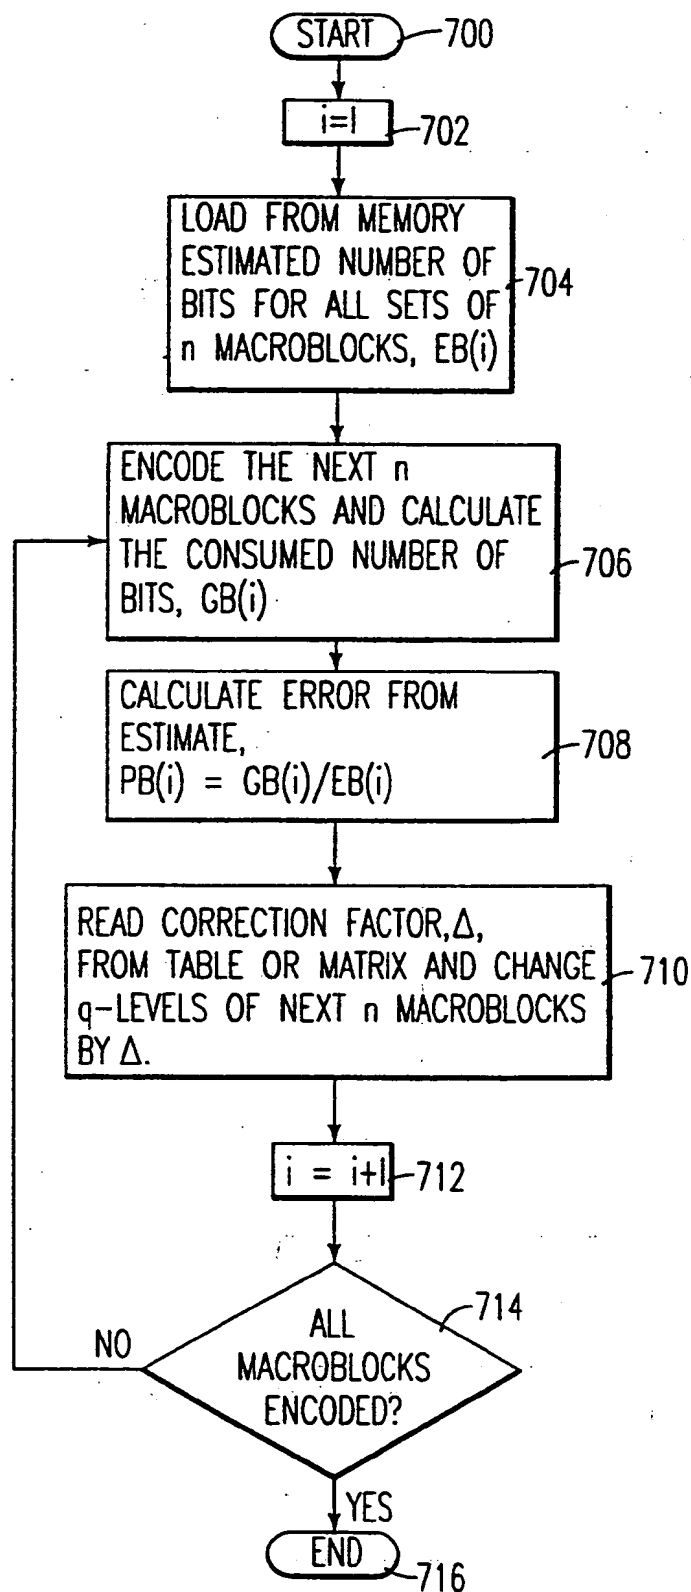 START
700
i=1
702
LOAD FROM MEMORY
ESTIMATED NUMBER OF
BITS FOR ALL SETS OF
n MACROBLOCKS, EB(i)
704
ENCODE THE NEXT n
MACROBLOCKS AND CALCULATE
THE CONSUMED NUMBER OF
BITS, GB(i)
706
CALCULATE ERROR FROM
ESTIMATE,
PB(i) = GB(i)/EB(i)
708
READ CORRECTION FACTOR,Δ,
FROM TABLE OR MATRIX AND CHANGE
q-LEVELS OF NEXT n MACROBLOCKS
BY Δ.
710
i = i+1
712
714
ALL
MACROBLOCKS
ENCODED?
NO
YES
END
716